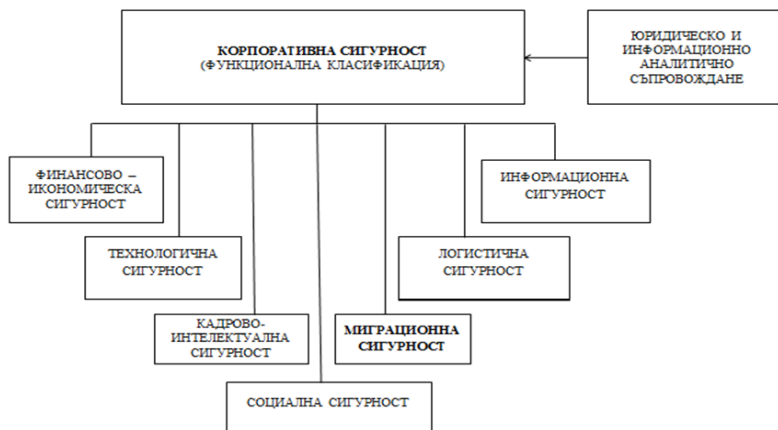 КОРПОРАТИВНА СИГУРНОСТ
(ФУНКЦИОНАЛНА КЛАСИФИКАЦИЯ)
ЮРИДИЧЕСКО И
ИНФОРМАЦИОННО
АНАЛИТИЧНО
СЪПРОВОЖДАНЕ
ФИНАНСОВО –
ИКОНОМИЧЕСКА
СИГУРНОСТ
ИНФОРМАЦИОННА
СИГУРНОСТ
ТЕХНОЛОГИЧНА
СИГУРНОСТ
ЛОГИСТИЧНА
СИГУРНОСТ
КАДРОВО-
ИНТЕЛЕКТУАЛНА
СИГУРНОСТ
МИГРАЦИОННА
СИГУРНОСТ
СОЦИАЛНА СИГУРНОСТ